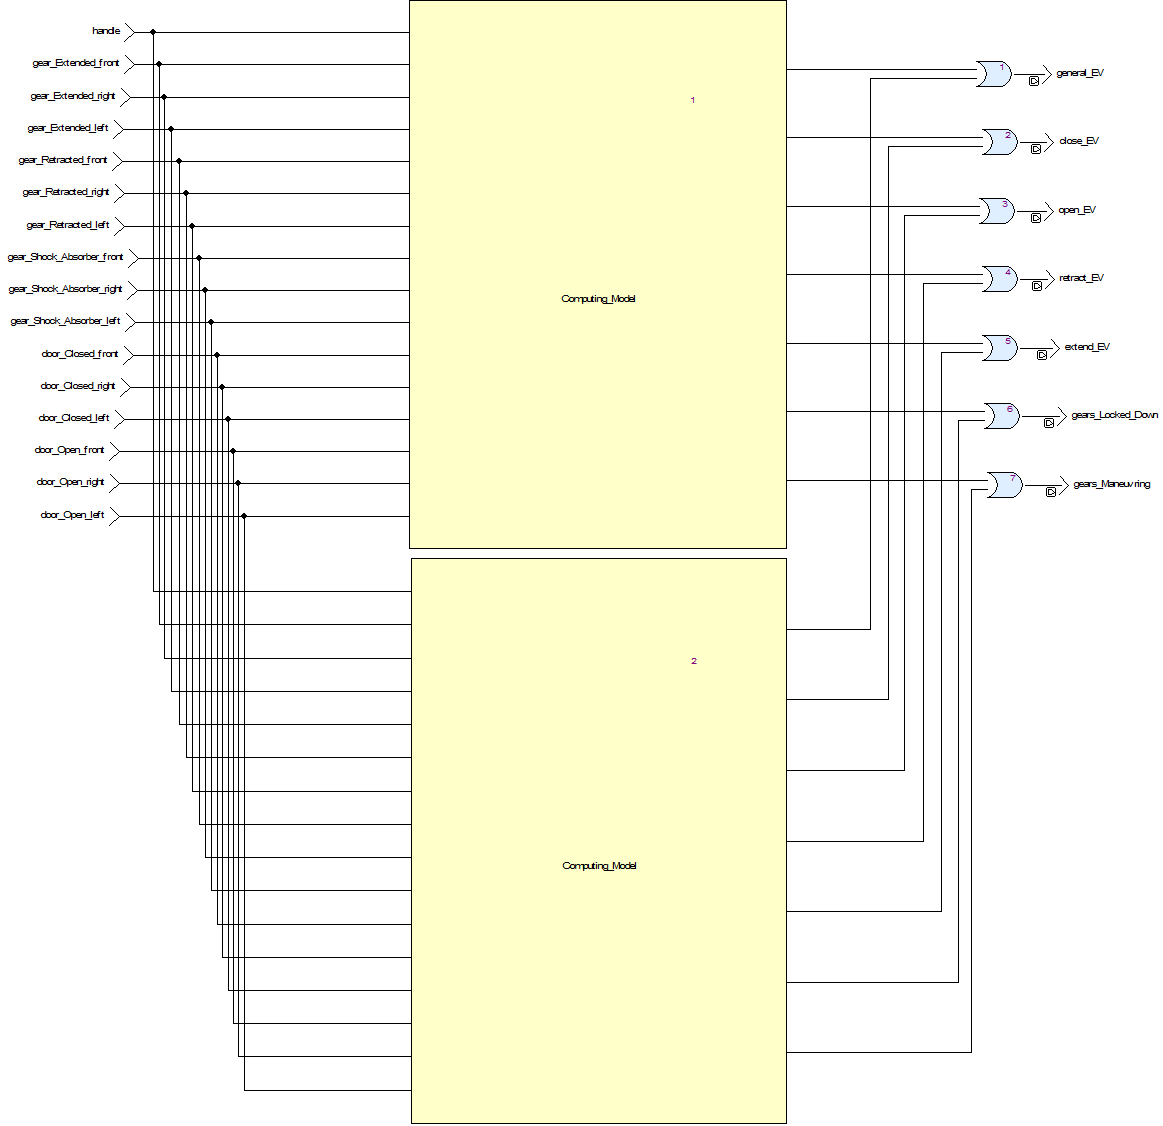 handle
gear_Extended_front
gear_Extended_right
gear_Extended_left
gear_Retracted_front
gear_Retracted_right
gear_Retracted_left
gear_Shock_Absorber_front
gear_Shock_Absorber_right
gear_Shock_Absorber_left
door_Closed_front
door_Closed_right
door_Closed_left
door_Open_front
door_Open_right
door_Open_left
1
Computing_Model
2
Computing_Model
1
general_EV
2
close_EV
3
open_EV
4
retract_EV
5
extend_EV
6
gears_Locked_Down
7
gears_Maneuvring